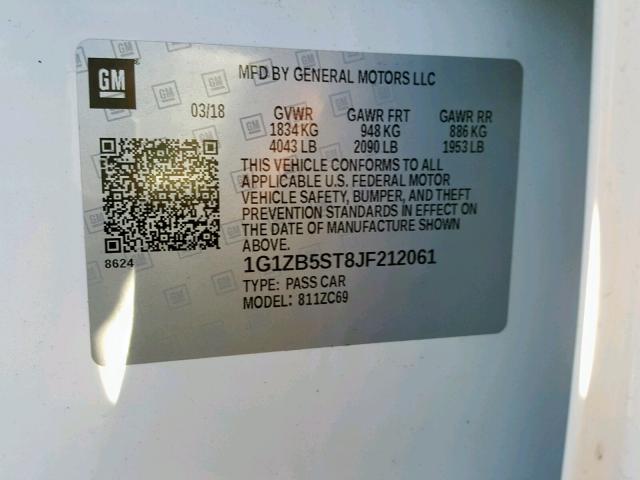 GM
MFD BY GENERAL MOTORS LLC
03/18 GVWR GAWR FRT GAWR RR
1834 KG 948 KG 886 KG
4043 LB 2090 LB 1953 LB
THIS VEHICLE CONFORMS TO ALL
APPLICABLE U.S. FEDERAL MOTOR
VEHICLE SAFETY, BUMPER, AND THEFT
PREVENTION STANDARDS IN EFFECT ON
THE DATE OF MANUFACTURE SHOWN
ABOVE.
8624
1G1ZB5ST8JF212061
TYPE: PASS CAR
MODEL: 811ZC69